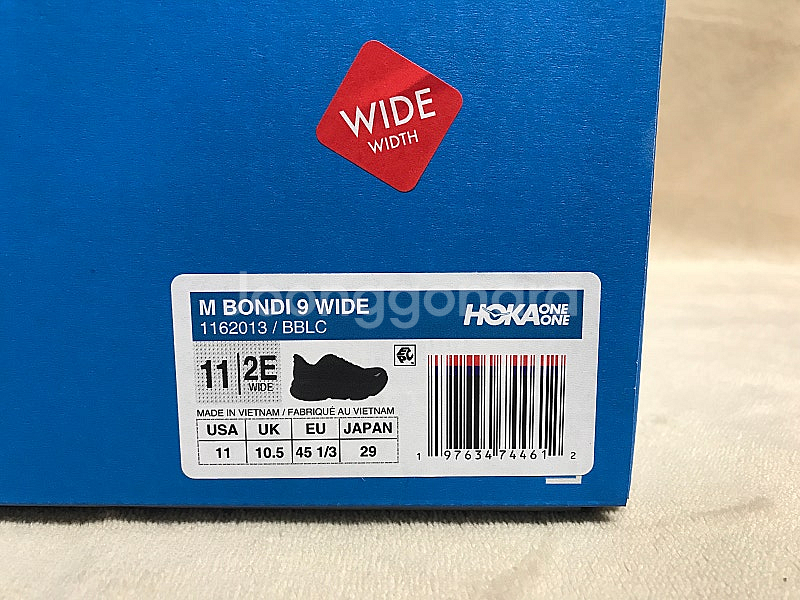 WIDE
WIDTH
joonggonara
M BONDI 9 WIDE
1162013 / BBLC
HOKA ONE ONE
11 2E
WIDE
MADE IN VIETNAM / FABRIQUÉ AU VIETNAM
USA UK EU JAPAN
11 10.5 45 1/3 29
1 97634 74461 2